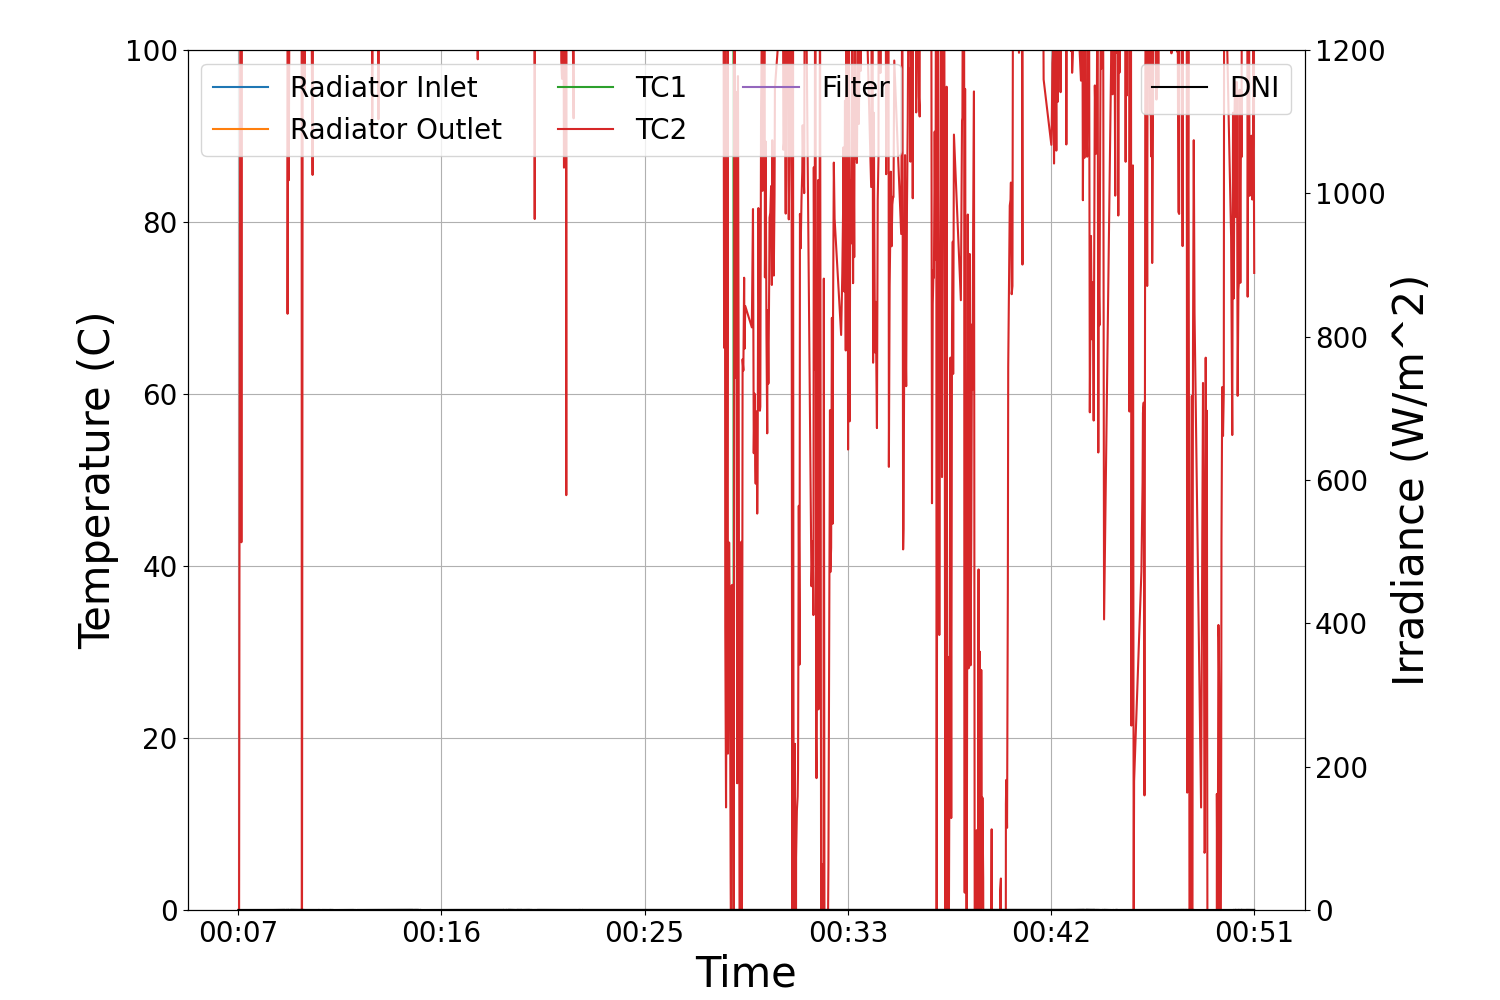 100
80
60
40
20
0
Temperature (C)
Radiator Inlet
Radiator Outlet
TC1
TC2
Filter
DNI
1200
1000
800
600
400
200
0
Irradiance (W/m^2)
00:07 00:16 00:25 00:33 00:42 00:51
Time